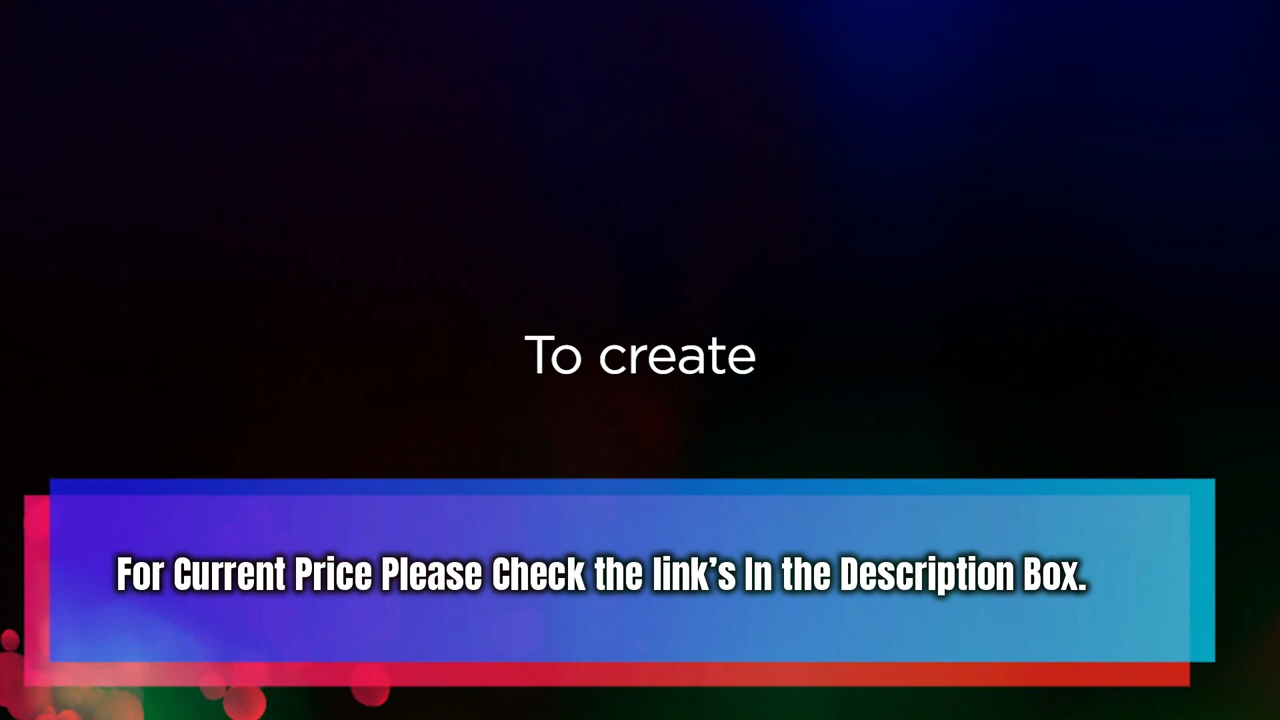 To create
For Current Price Please Check the link’s In the Description Box.